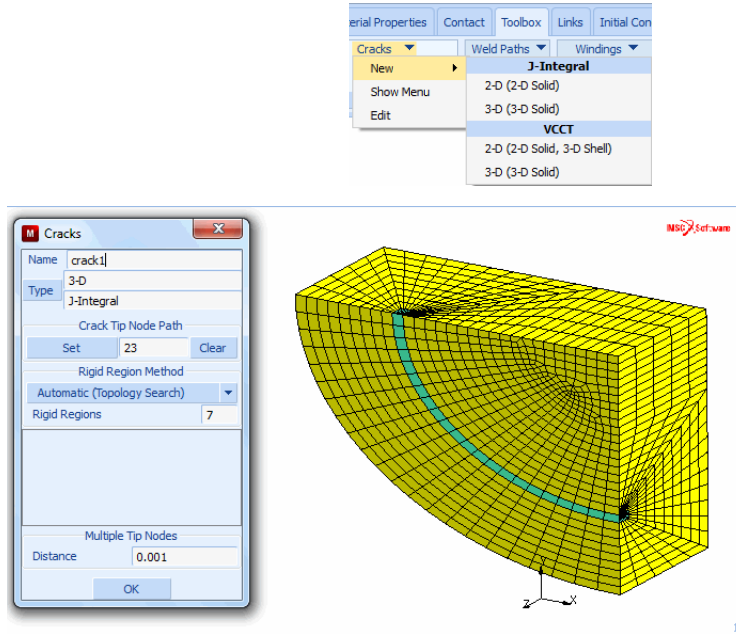 erial Properties Contact Toolbox Links Initial Con
Cracks Weld Paths Windings
New
Show Menu
Edit
J-Integral
2-D (2-D Solid)
3-D (3-D Solid)
VCCT
2-D (2-D Solid, 3-D Shell)
3-D (3-D Solid)
M Cracks X
Name crack1
Type 3-D
J-Integral
Crack Tip Node Path
Set 23 Clear
Rigid Region Method
Automatic (Topology Search)
Rigid Regions 7
Multiple Tip Nodes
Distance 0.001
OK
MSC Software
Y
Z X
1